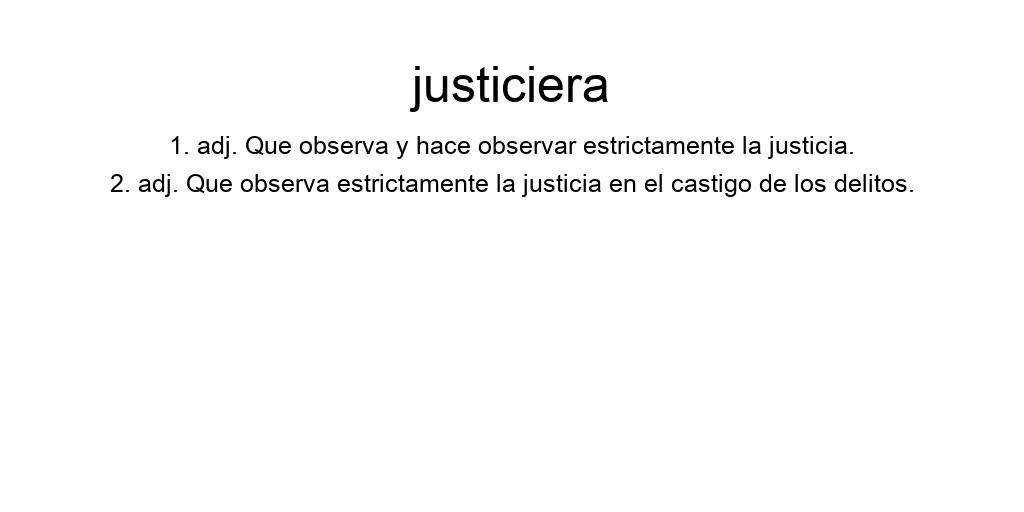 justiciera
1. adj. Que observa y hace observar estrictamente la justicia.
2. adj. Que observa estrictamente la justicia en el castigo de los delitos.